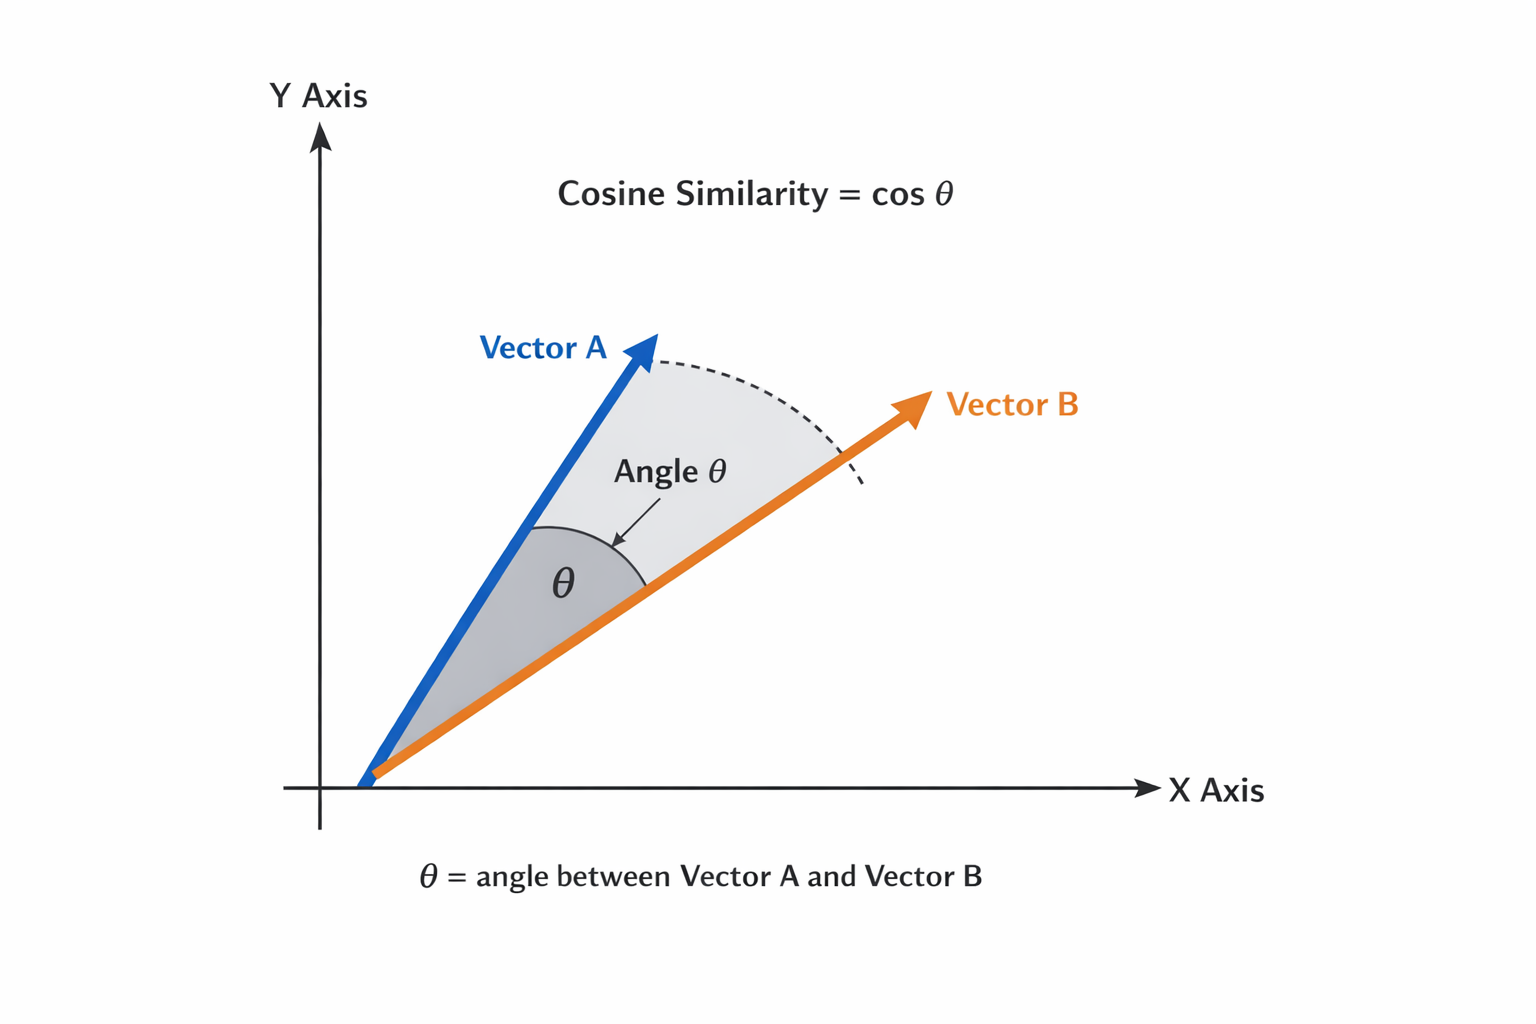 Y Axis
Cosine Similarity = cos θ
Vector A
Vector B
Angle θ
θ
X Axis
θ = angle between Vector A and Vector B